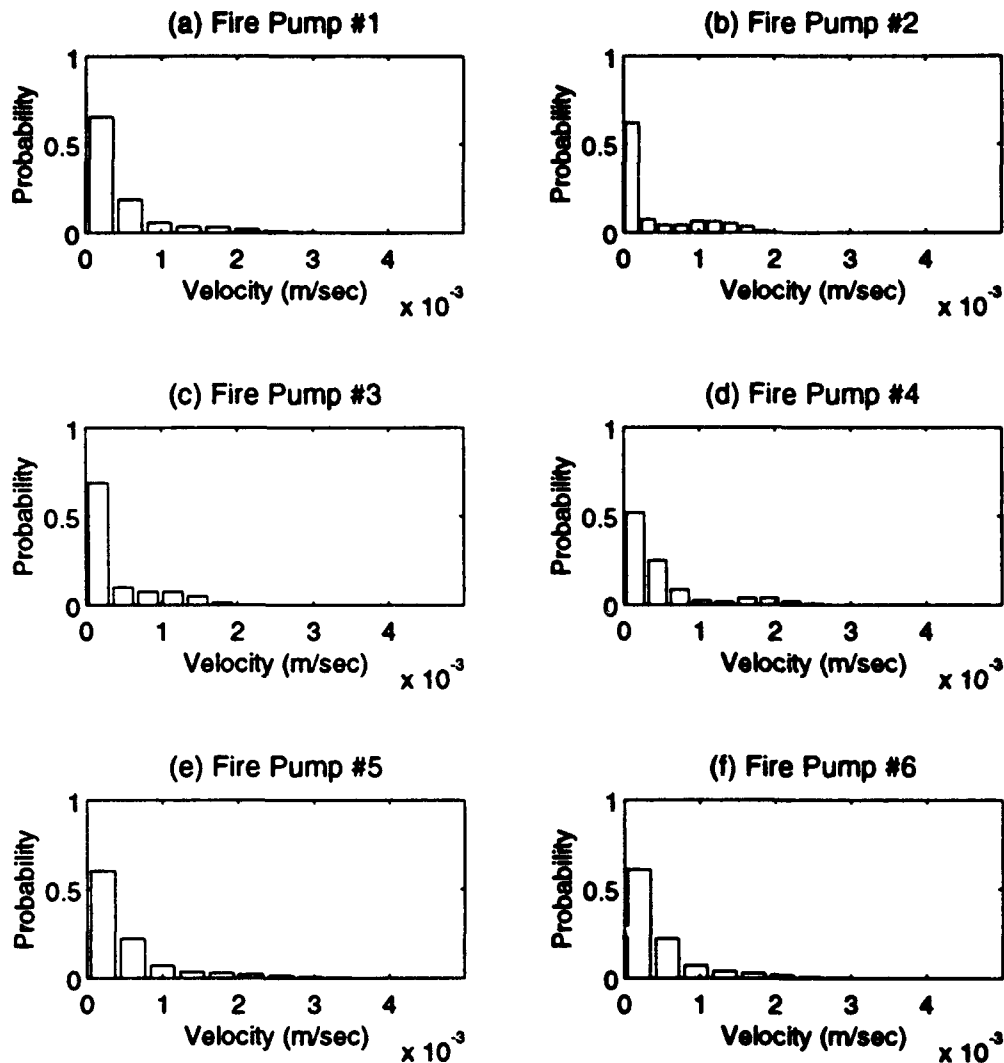 (a) Fire Pump #1
1
0.5
0
Probability
0 1 2 3 4
Velocity (m/sec)
x 10⁻³
(b) Fire Pump #2
1
0.5
0
Probability
0 1 2 3 4
Velocity (m/sec)
x 10⁻³
(c) Fire Pump #3
1
0.5
0
Probability
0 1 2 3 4
Velocity (m/sec)
x 10⁻³
(d) Fire Pump #4
1
0.5
0
Probability
0 1 2 3 4
Velocity (m/sec)
x 10⁻³
(e) Fire Pump #5
1
0.5
0
Probability
0 1 2 3 4
Velocity (m/sec)
x 10⁻³
(f) Fire Pump #6
1
0.5
0
Probability
0 1 2 3 4
Velocity (m/sec)
x 10⁻³